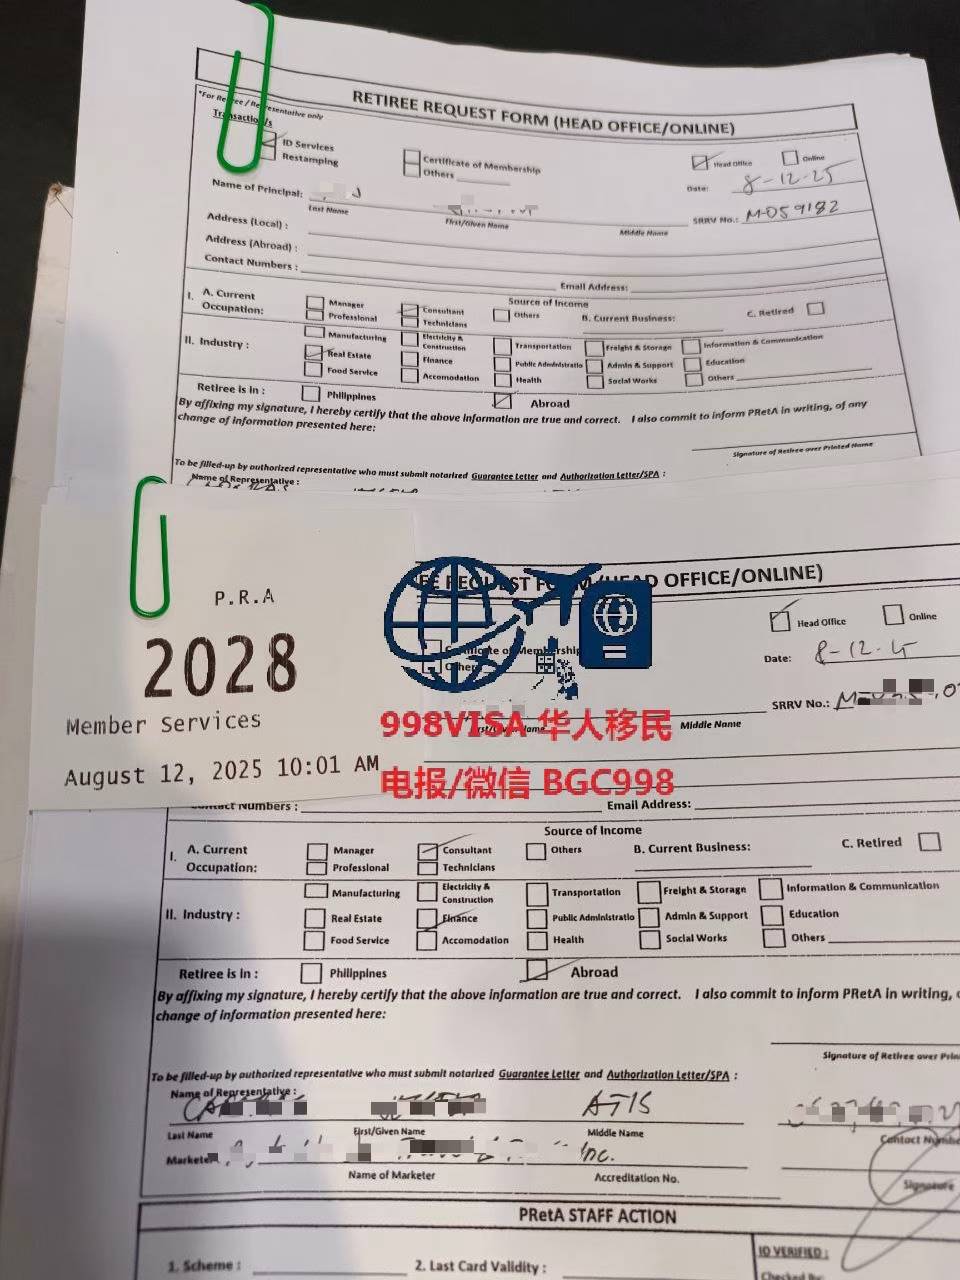 RETIREE REQUEST FORM (HEAD OFFICE/ONLINE)
*For Retiree / Representative only
Transaction/s
ID Services
Restamping
Certificate of Membership
Others
Head Office
Online
Date: 8-12-25
Name of Principal:
Last Name
First/Given Name
Middle Name
SRRV No.: M-059182
Address (Local) :
Address (Abroad) :
Contact Numbers :
Email Address:
I. A. Current Occupation:
Manager
Professional
Consultant
Technicians
Source of Income
Others
B. Current Business:
C. Retired
II. Industry :
Manufacturing
Real Estate
Food Service
Electricity & Construction
Finance
Accomodation
Transportation
Public Administratio
Health
Freight & Storage
Admin & Support
Social Works
Information & Communication
Education
Others
Retiree is in :
Philippines
Abroad
By affixing my signature, I hereby certify that the above information are true and correct. I also commit to inform PRetA in writing, of any
change of information presented here:
Signature of Retiree over Printed Name
To be filled-up by authorized representative who must submit notarized Guarantee Letter and Authorization Letter/SPA :
Name of Representative :
P.R.A
2028
Member Services
August 12, 2025 10:01 AM
OFFICE/ONLINE)
Certificate of Membership
Head Office
Online
Date:
SRRV No.:
Middle Name
998VISA 华人移民
电报/微信 BGC998
Contact Numbers :
Email Address:
Source of Income
I. A. Current Occupation:
Manager
Professional
Consultant
Technicians
Others
B. Current Business:
C. Retired
II. Industry :
Manufacturing
Real Estate
Food Service
Electricity & Construction
Finance
Accomodation
Transportation
Public Administratio
Health
Freight & Storage
Admin & Support
Social Works
Information & Communication
Education
Others
Retiree is in :
Philippines
Abroad
By affixing my signature, I hereby certify that the above information are true and correct. I also commit to inform PRetA in writing,
change of information presented here:
Signature of Retiree over
To be filled-up by authorized representative who must submit notarized Guarantee Letter and Authorization Letter/SPA :
Name of Representative :
ATIS
Last Name
First/Given Name
Middle Name
Contact
Marketer
Inc.
Name of Marketer
Accreditation No.
Signature
PRetA STAFF ACTION
1. Scheme :
2. Last Card Validity :
ID VERIFIED :
Checked By: